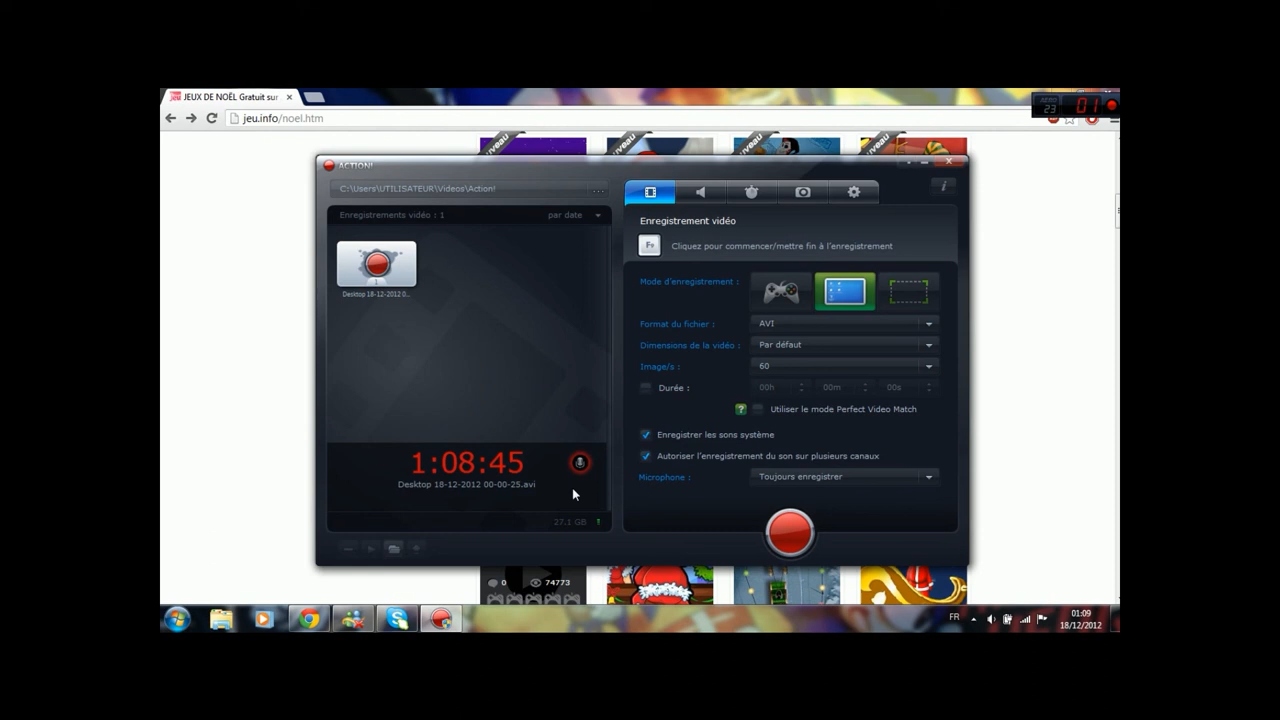 JEUX DE NOËL Gratuit sur
jeu.info/noel.htm
AERO
23
01
ACTION!
C:\Users\UTILISATEUR\Videos\Action!
...
Enregistrements vidéo : 1
par date
Desktop 18-12-2012 0...
1:08:45
Desktop 18-12-2012 00-00-25.avi
27.1 GB
i
Enregistrement vidéo
F9
Cliquez pour commencer/mettre fin à l'enregistrement
Mode d'enregistrement :
Format du fichier :
AVI
Dimensions de la vidéo :
Par défaut
Image/s :
60
Durée :
00h
00m
00s
?
Utiliser le mode Perfect Video Match
Enregistrer les sons système
Autoriser l'enregistrement du son sur plusieurs canaux
Microphone :
Toujours enregistrer
0
74773
FR
01:09
18/12/2012